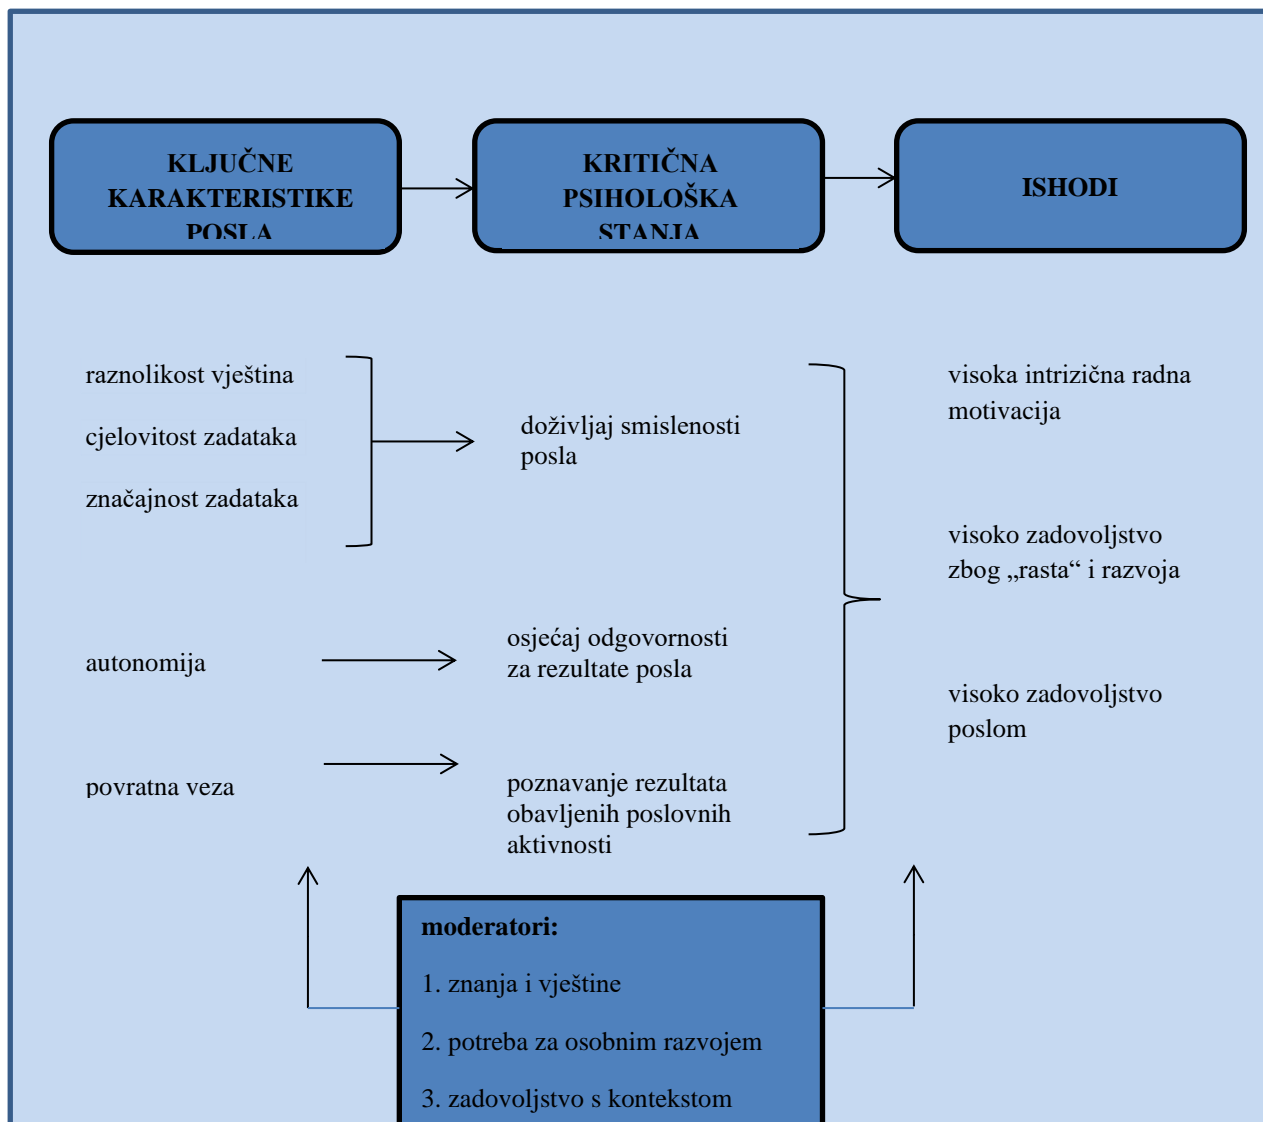 KLJUČNE
KARAKTERISTIKE
POSLA
KRITIČNA
PSIHOLOŠKA
STANJA
ISHODI
raznolikost vještina
cjelovitost zadataka
značajnost zadataka
doživljaj smislenosti
posla
visoka intrizična radna
motivacija
visoko zadovoljstvo
zbog „rasta“ i razvoja
autonomija
osjećaj odgovornosti
za rezultate posla
visoko zadovoljstvo
poslom
povratna veza
poznavanje rezultata
obavljenih poslovnih
aktivnosti
moderatori:
1. znanja i vještine
2. potreba za osobnim razvojem
3. zadovoljstvo s kontekstom